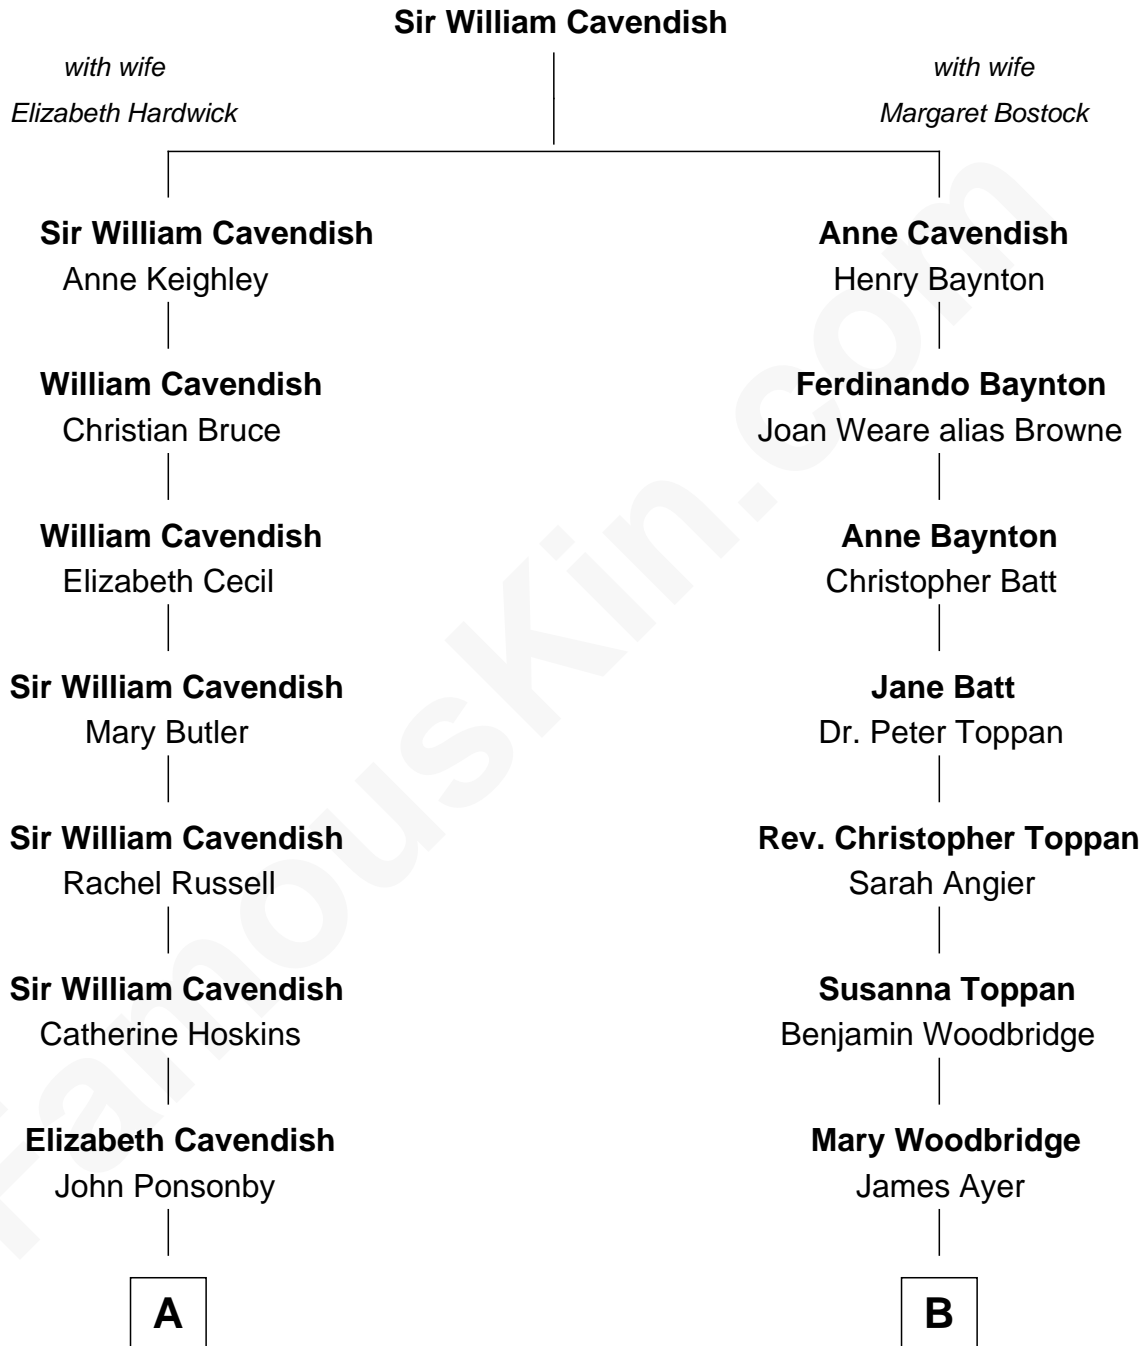 Sir William Cavendish
with wife
Elizabeth Hardwick
with wife
Margaret Bostock
Sir William Cavendish
Anne Keighley
Anne Cavendish
Henry Baynton
William Cavendish
Christian Bruce
Ferdinando Baynton
Joan Weare alias Browne
William Cavendish
Elizabeth Cecil
Anne Baynton
Christopher Batt
Sir William Cavendish
Mary Butler
Jane Batt
Dr. Peter Toppan
Sir William Cavendish
Rachel Russell
Rev. Christopher Toppan
Sarah Angier
Sir William Cavendish
Catherine Hoskins
Susanna Toppan
Benjamin Woodbridge
Elizabeth Cavendish
John Ponsonby
Mary Woodbridge
James Ayer
A
B
FamousKin.com